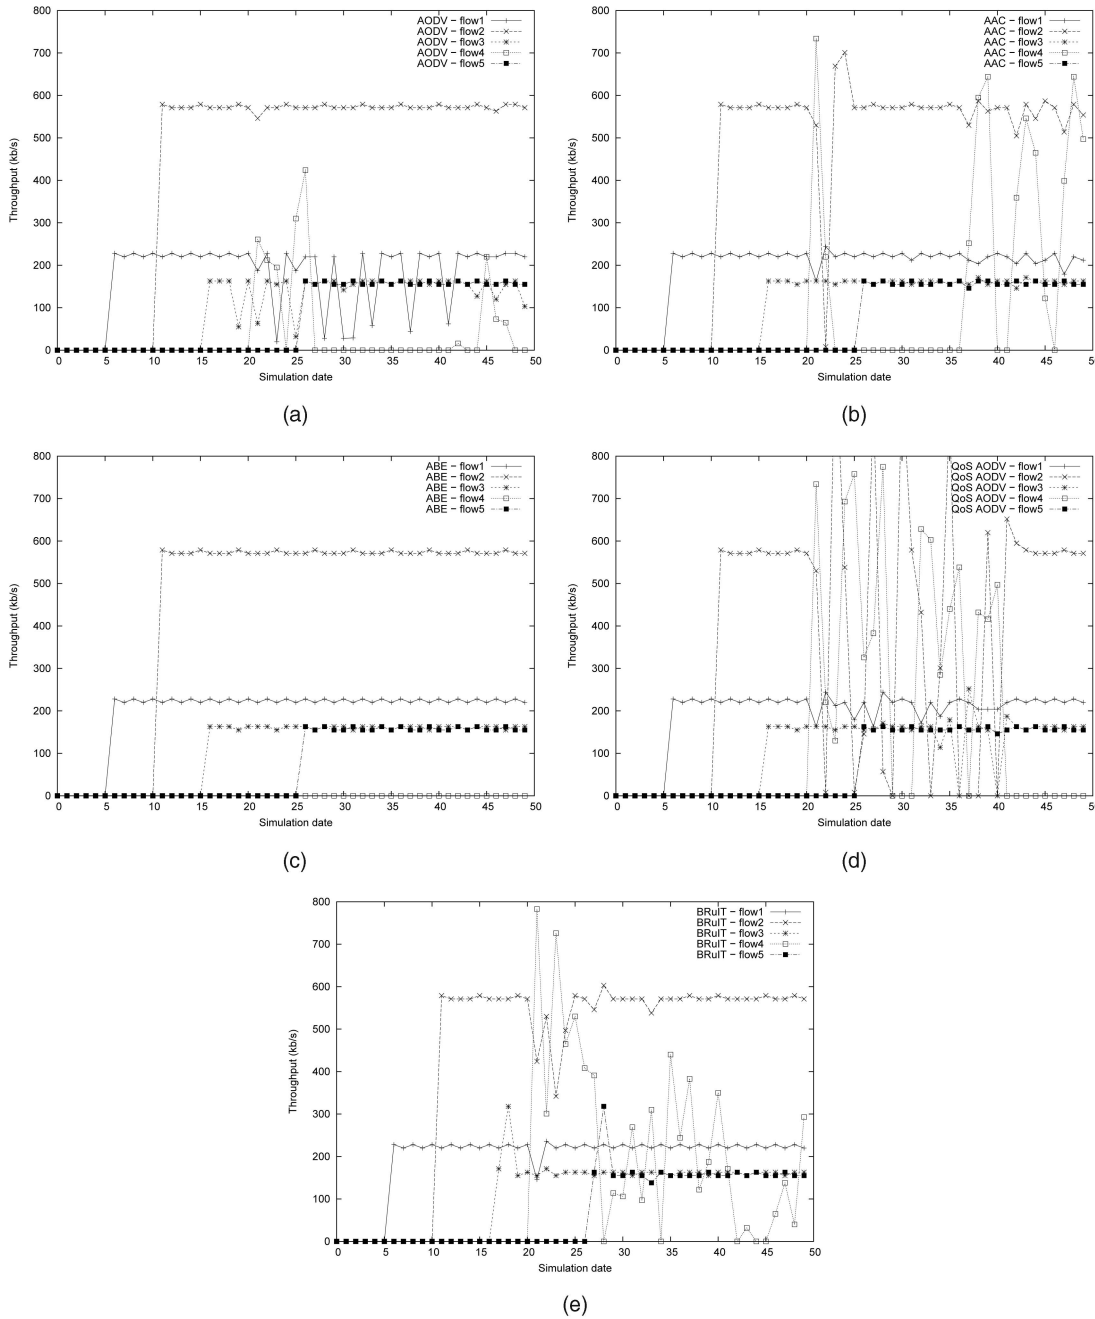 800
700
600
500
400
300
200
100
0
Throughput (kb/s)
AODV − flow1
AODV − flow2
AODV − flow3
AODV − flow4
AODV − flow5
0 5 10 15 20 25 30 35 40 45 50
Simulation date
(a)
800
700
600
500
400
300
200
100
0
Throughput (kb/s)
AAC − flow1
AAC − flow2
AAC − flow3
AAC − flow4
AAC − flow5
0 5 10 15 20 25 30 35 40 45 50
Simulation date
(b)
800
700
600
500
400
300
200
100
0
Throughput (kb/s)
ABE − flow1
ABE − flow2
ABE − flow3
ABE − flow4
ABE − flow5
0 5 10 15 20 25 30 35 40 45 50
Simulation date
(c)
800
700
600
500
400
300
200
100
0
Throughput (kb/s)
QoS AODV − flow1
QoS AODV − flow2
QoS AODV − flow3
QoS AODV − flow4
QoS AODV − flow5
0 5 10 15 20 25 30 35 40 45 50
Simulation date
(d)
800
700
600
500
400
300
200
100
0
Throughput (kb/s)
BRuIT − flow1
BRuIT − flow2
BRuIT − flow3
BRuIT − flow4
BRuIT − flow5
0 5 10 15 20 25 30 35 40 45 50
Simulation date
(e)